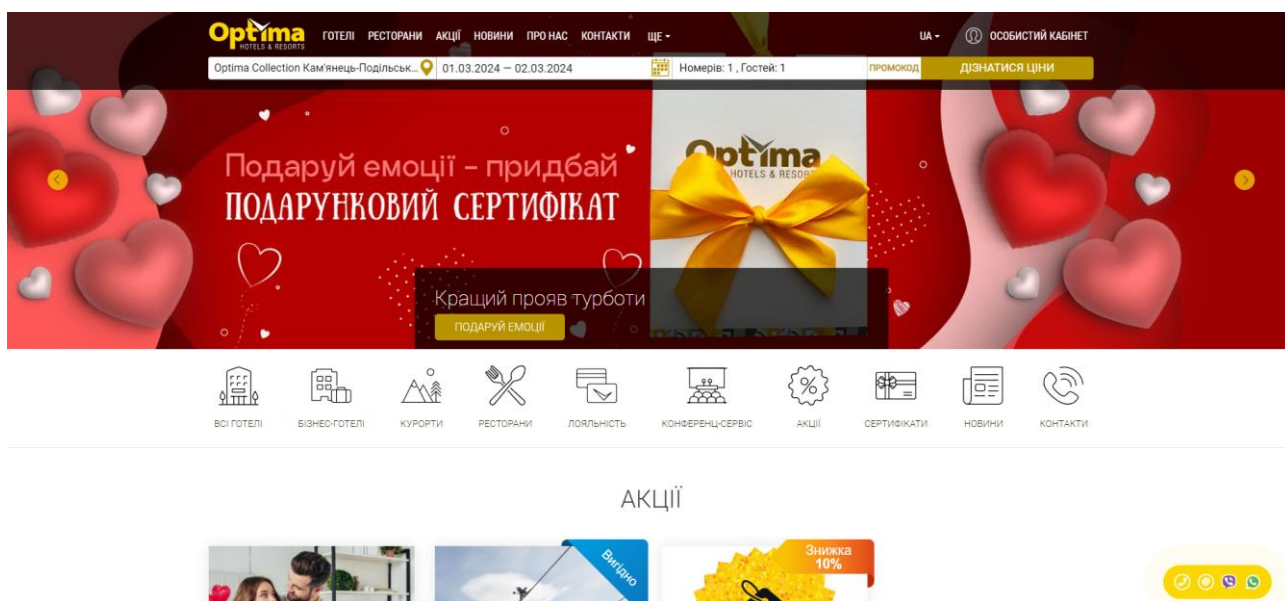 Optima
HOTELS & RESORTS
ГОТЕЛІ РЕСТОРАНИ АКЦІЇ НОВИНИ ПРО НАС КОНТАКТИ ЩЕ
UA
ОСОБИСТИЙ КАБІНЕТ
Optima Collection Кам'янець-Подільськ... 01.03.2024 — 02.03.2024 Номерів: 1 , Гостей: 1 ПРОМОКОД ДІЗНАТИСЯ ЦІНИ
Подаруй емоції – придбай
ПОДАРУНКОВИЙ СЕРТИФІКАТ
Optima
HOTELS & RESOR
Кращий прояв турботи
ПОДАРУЙ ЕМОЦІЇ
ВСІ ГОТЕЛІ БІЗНЕС-ГОТЕЛІ КУРОРТИ РЕСТОРАНИ ЛОЯЛЬНІСТЬ КОНФЕРЕНЦ-СЕРВІС АКЦІЇ СЕРТИФІКАТИ НОВИНИ КОНТАКТИ
АКЦІЇ
Вигідно
Знижка
10%